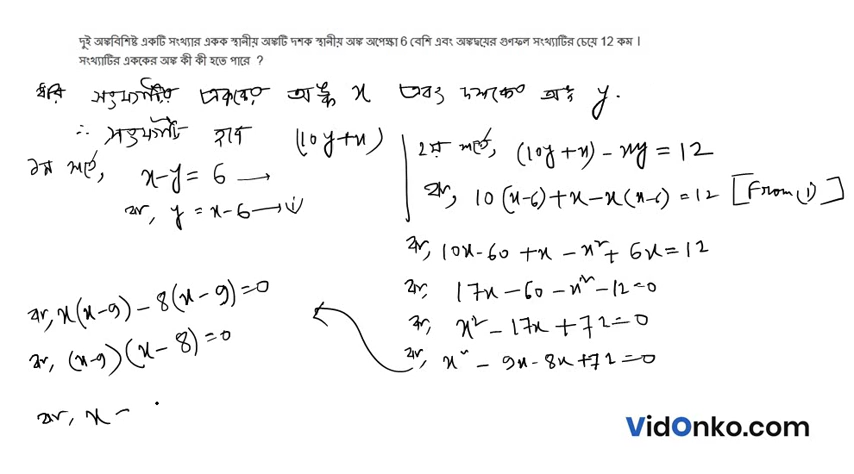 দুই অঙ্কবিশিষ্ট একটি সংখ্যার একক স্থানীয় অঙ্কটি দশক স্থানীয় অঙ্ক অপেক্ষা 6 বেশি এবং অঙ্কদ্বয়ের গুণফল সংখ্যাটির চেয়ে 12 কম ।
সংখ্যাটির এককের অঙ্ক কী কী হতে পারে ?
ধরি সংখ্যাটির এককের অঙ্ক x এবং দশকের অঙ্ক y.
∴ সংখ্যাটি হবে (10y+x)
১ম শর্তে, x-y= 6 ⟶
বা, y = x-6 ⟶ i
২য় শর্তে, (10y+x) - xy = 12
বা, 10(x-6)+x-x(x-6) = 12 [From (1)]
বা, 10x-60 +x - x² + 6x = 12
বা, 17x - 60 - x² - 12 = 0
বা, x² - 17x + 72 = 0
বা, x² - 9x - 8x + 72 = 0
বা, x(x-9) - 8(x-9) = 0
বা, (x-9)(x-8) = 0
বা, x -
VidOnko.com